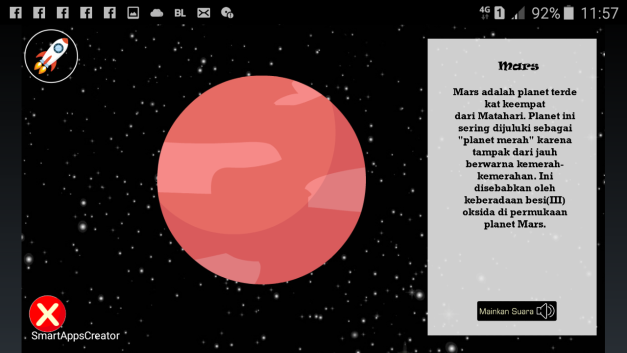 BL
4G
1
92%
11:57
Mars
Mars adalah planet terde
kat keempat
dari Matahari. Planet ini
sering dijuluki sebagai
"planet merah" karena
tampak dari jauh
berwarna kemerah-
kemerahan. Ini
disebabkan oleh
keberadaan besi(III)
oksida di permukaan
planet Mars.
Mainkan Suara
SmartAppsCreator